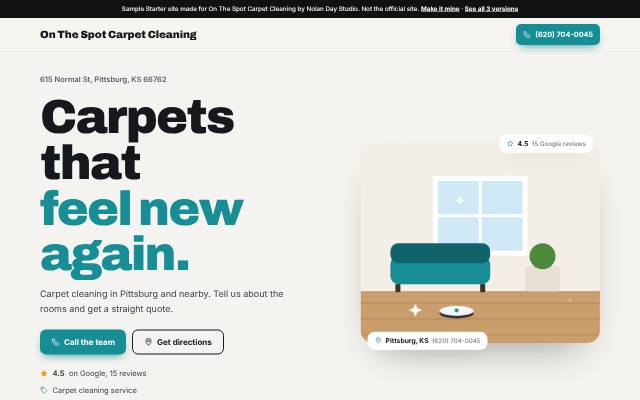 Sample Starter site made for On The Spot Carpet Cleaning by Nolan Day Studio. Not the official site. Make it mine · See all 3 versions
On The Spot Carpet Cleaning
(620) 704-0045
615 Normal St, Pittsburg, KS 66762
Carpets
that
feel new
again.
Carpet cleaning in Pittsburg and nearby. Tell us about the
rooms and get a straight quote.
Call the team
Get directions
4.5 on Google, 15 reviews
Carpet cleaning service
4.5 15 Google reviews
Pittsburg, KS (620) 704-0045